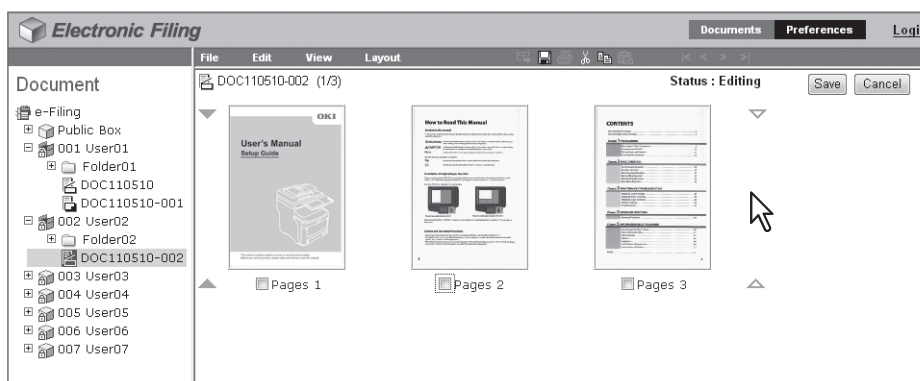 Electronic Filing
Documents
Preferences
Logi
File Edit View Layout
|< < > >|
Document
DOC110510-002 (1/3)
Status : Editing
Save
Cancel
e-Filing
Public Box
001 User01
Folder01
DOC110510
DOC110510-001
002 User02
Folder02
DOC110510-002
003 User03
004 User04
005 User05
006 User06
007 User07
OKI
User's Manual
Setup Guide
How to Read This Manual
CONTENTS
Pages 1
Pages 2
Pages 3